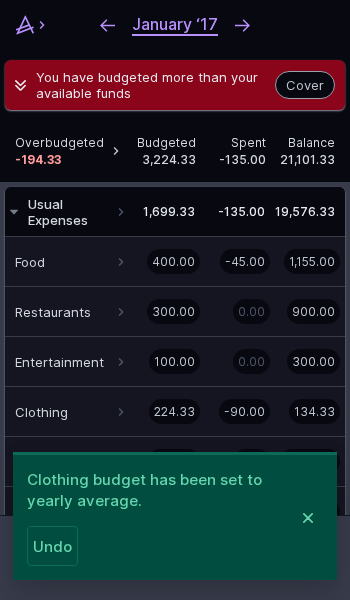 January ‘17
You have budgeted more than your
available funds
Cover
Overbudgeted Budgeted Spent Balance
-194.33 3,224.33 -135.00 21,101.33
Usual
Expenses 1,699.33 -135.00 19,576.33
Food 400.00 -45.00 1,155.00
Restaurants 300.00 0.00 900.00
Entertainment 100.00 0.00 300.00
Clothing 224.33 -90.00 134.33
Clothing budget has been set to
yearly average.
Undo